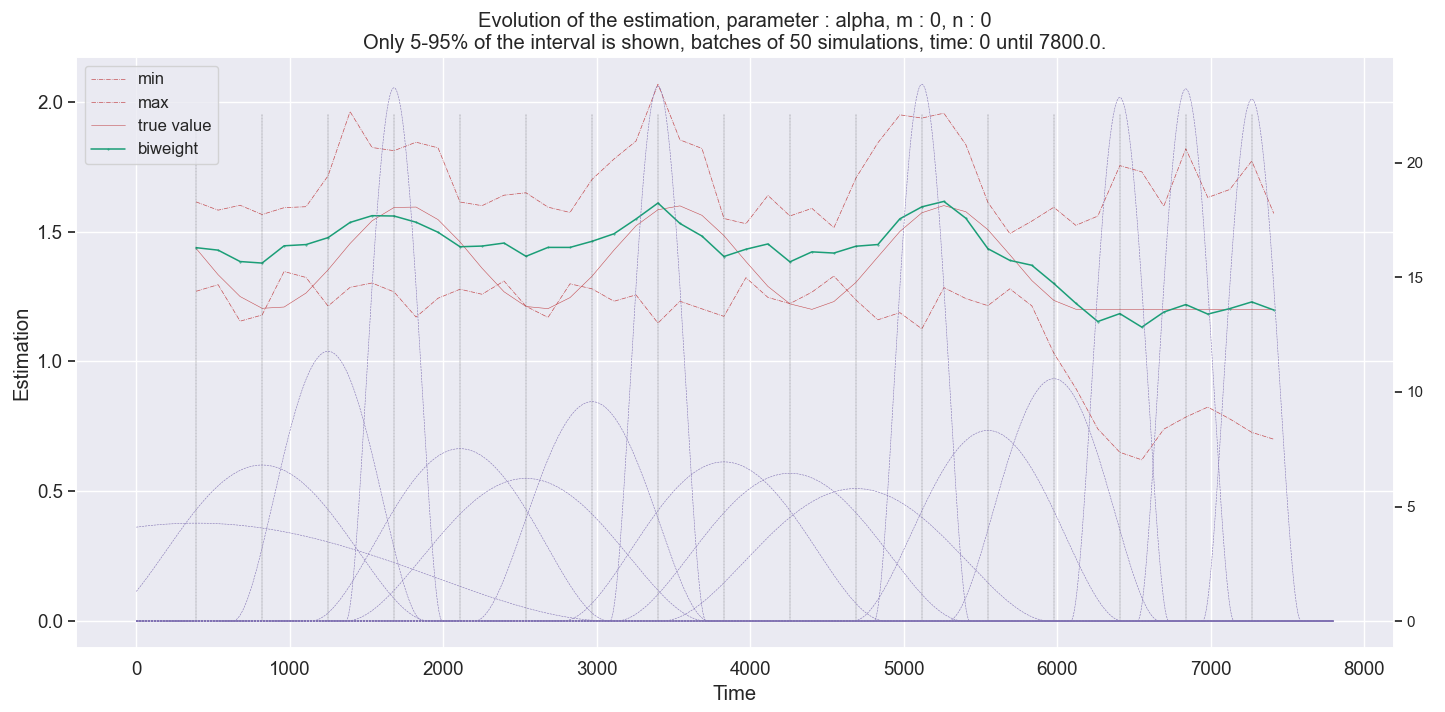 Evolution of the estimation, parameter : alpha, m : 0, n : 0
Only 5-95% of the interval is shown, batches of 50 simulations, time: 0 until 7800.0.
min
max
true value
biweight
2.0
1.5
1.0
0.5
0.0
Estimation
20
15
10
5
0
0 1000 2000 3000 4000 5000 6000 7000 8000
Time